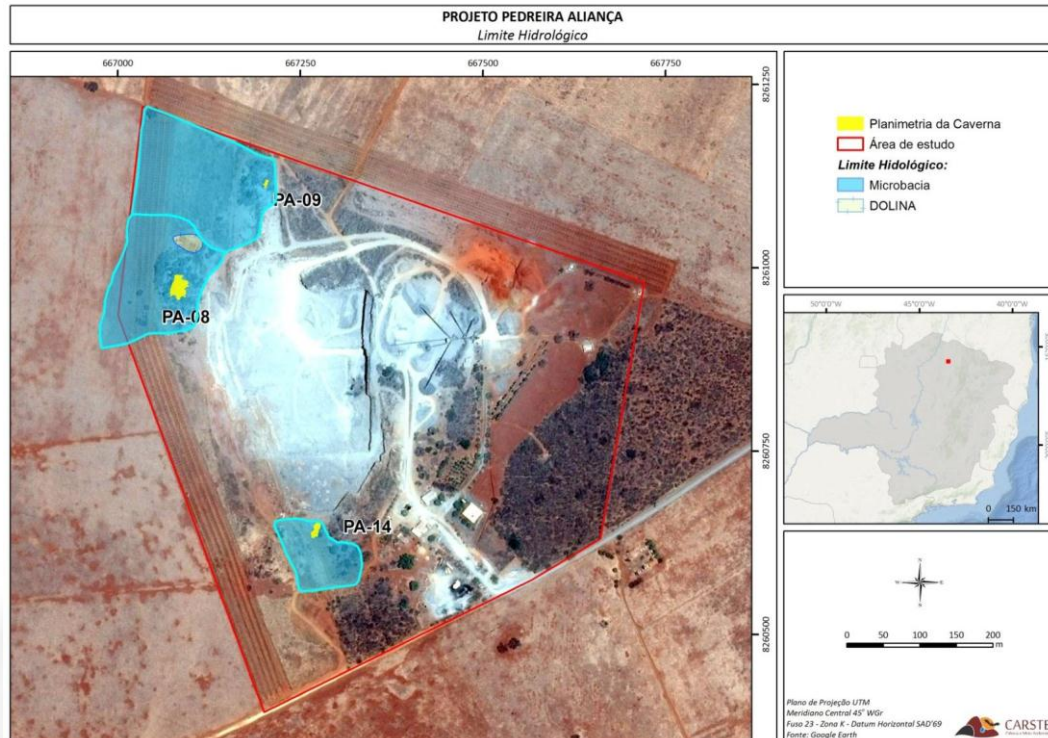 PROJETO PEDREIRA ALIANÇA
Limite Hidrológico
667000 667250 667500 667750
8261250
8261000
8260750
8260500
PA-09
PA-08
PA-14
Planimetria da Caverna
Área de estudo
Limite Hidológico:
Microbacia
DOLINA
50°0'0"W 45°0'0"W 40°0'0"W
0 150 km
N
W E
S
0 50 100 150 200
m
Plano de Projeção UTM
Meridiano Central 45° WGr
Fuso 23 - Zona K - Datum Horizontal SAD'69
Fonte: Google Earth
CARSTE